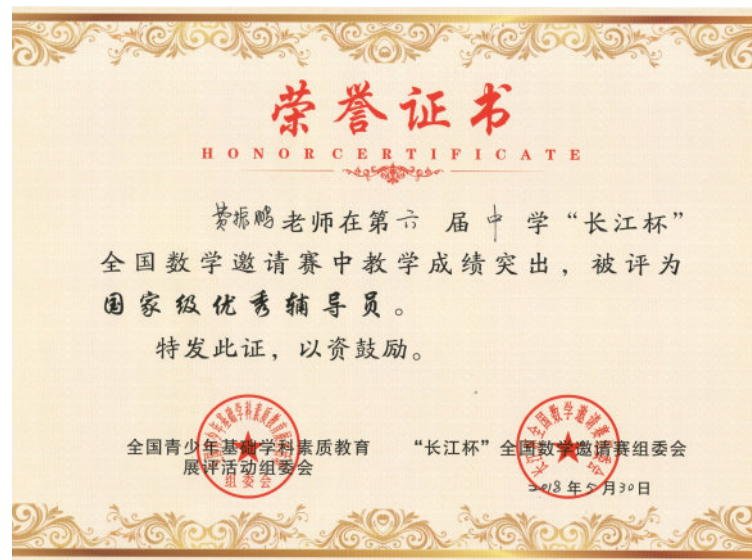 荣誉证书
HONOR CERTIFICATE
费振鹏老师在第六届中学“长江杯”
全国数学邀请赛中教学成绩突出，被评为
国家级优秀辅导员。
特发此证，以资鼓励。
全国青少年基础学科素质教育
展评活动组委会
组委会
“长江杯”全国数学邀请赛组委会
2018年5月30日